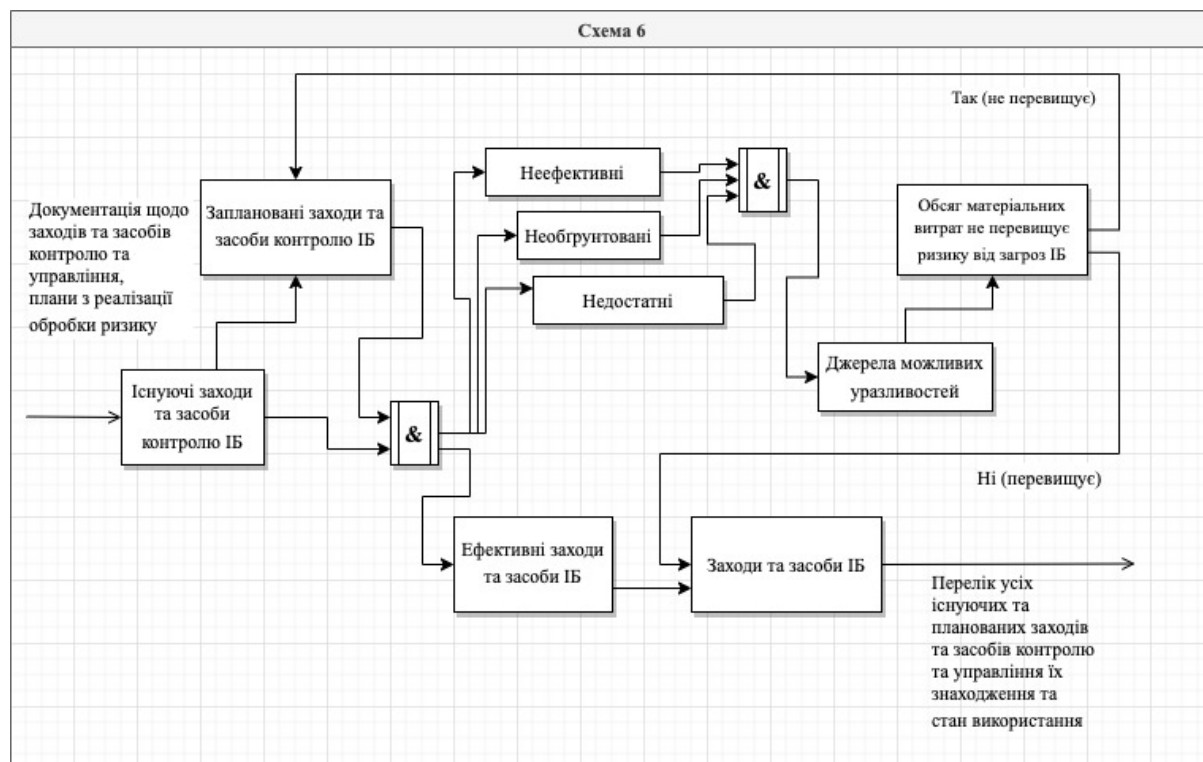 Схема 6
Так (не перевищує)
Неефективні
&
Документація щодо
заходів та засобів
контролю та
управління,
плани з реалізації
обробки ризику
Заплановані заходи та
засоби контролю ІБ
Необґрунтовані
Обсяг матеріальних
витрат не перевищує
ризику від загроз ІБ
Недостатні
Джерела можливих
уразливостей
Існуючі заходи
та засоби
контролю ІБ
&
Ні (перевищує)
Ефективні заходи
та засоби ІБ
Заходи та засоби ІБ
Перелік усіх
існуючих та
планованих заходів
та засобів контролю
та управління їх
знаходження та
стан використання